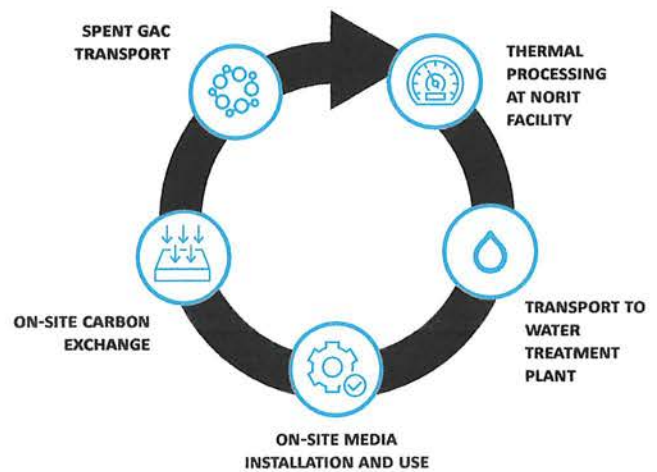 SPENT GAC
TRANSPORT
THERMAL
PROCESSING
AT NORIT
FACILITY
TRANSPORT TO
WATER
TREATMENT
PLANT
ON-SITE MEDIA
INSTALLATION AND USE
ON-SITE CARBON
EXCHANGE